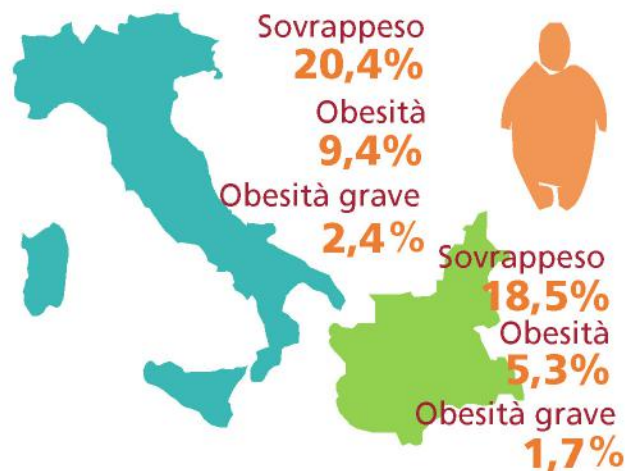 Sovrappeso
20,4%
Obesità
9,4%
Obesità grave
2,4%
Sovrappeso
18,5%
Obesità
5,3%
Obesità grave
1,7%